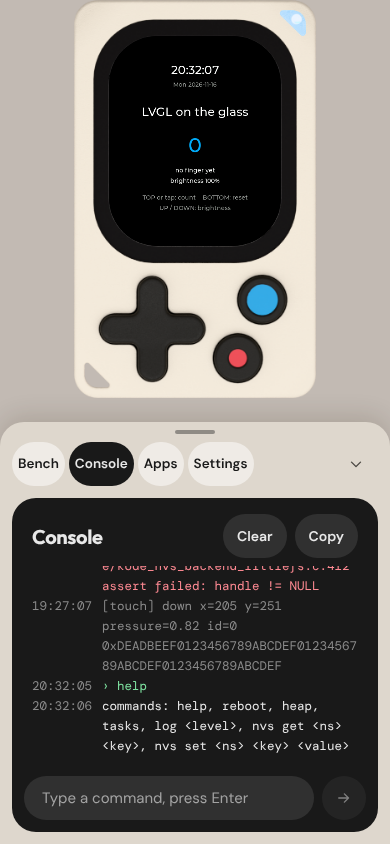 20:32:07
Mon 2026-11-16
LVGL on the glass
0
no finger yet
brightness 100%
TOP or tap: count BOTTOM: reset
UP / DOWN: brightness
Bench Console Apps Settings
Console Clear Copy
e/kode_nvs_backend_littlefs.c:412
assert failed: handle != NULL
19:27:07 [touch] down x=205 y=251
pressure=0.82 id=0
0xDEADBEEF0123456789ABCDEF01234567
89ABCDEF0123456789ABCDEF
20:32:05 › help
20:32:06 commands: help, reboot, heap,
tasks, log <level>, nvs get <ns>
<key>, nvs set <ns> <key> <value>
Type a command, press Enter